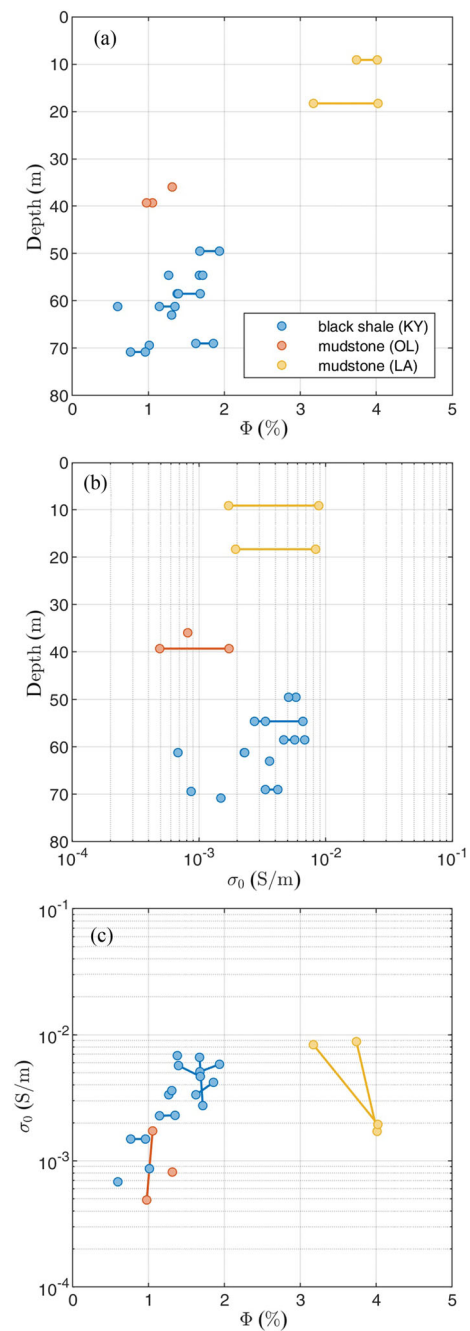 0
(a)
10
20
30
Depth (m)
40
50
60
black shale (KY)
mudstone (OL)
70
mudstone (LA)
80
0 1 2 3 4 5
Φ (%)
0
(b)
10
20
30
Depth (m)
40
50
60
70
80
10⁻⁴ 10⁻³ 10⁻² 10⁻¹
σ₀ (S/m)
10⁻¹
(c)
10⁻²
σ₀ (S/m)
10⁻³
10⁻⁴
0 1 2 3 4 5
Φ (%)